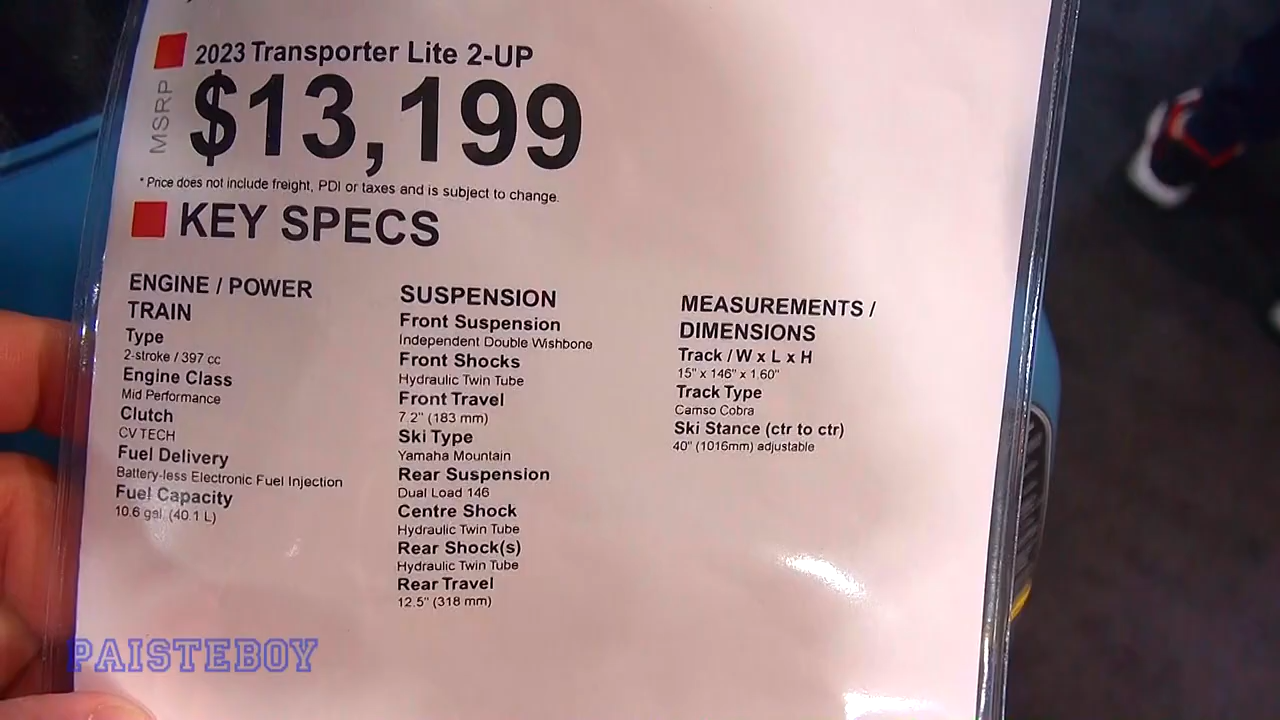 2023 Transporter Lite 2-UP
MSRP
$13,199
* Price does not include freight, PDI or taxes and is subject to change.
KEY SPECS
ENGINE / POWER
TRAIN
Type
2-stroke / 397 cc
Engine Class
Mid Performance
Clutch
CV TECH
Fuel Delivery
Battery-less Electronic Fuel Injection
Fuel Capacity
10.6 gal. (40.1 L)
SUSPENSION
Front Suspension
Independent Double Wishbone
Front Shocks
Hydraulic Twin Tube
Front Travel
7.2" (183 mm)
Ski Type
Yamaha Mountain
Rear Suspension
Dual Load 146
Centre Shock
Hydraulic Twin Tube
Rear Shock(s)
Hydraulic Twin Tube
Rear Travel
12.5" (318 mm)
MEASUREMENTS /
DIMENSIONS
Track / W x L x H
15" x 146" x 1.60"
Track Type
Camso Cobra
Ski Stance (ctr to ctr)
40" (1016mm) adjustable
PAISTEBOY